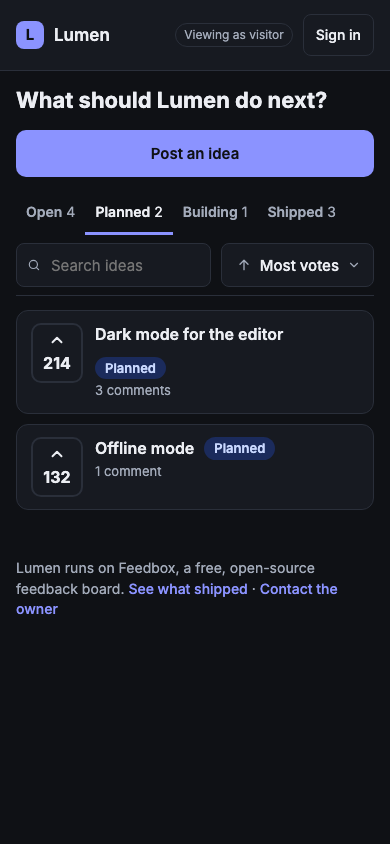 L Lumen Viewing as visitor Sign in
What should Lumen do next?
Post an idea
Open 4 Planned 2 Building 1 Shipped 3
Search ideas Most votes
214 Dark mode for the editor
Planned
3 comments
132 Offline mode Planned
1 comment
Lumen runs on Feedbox, a free, open-source
feedback board. See what shipped · Contact the
owner